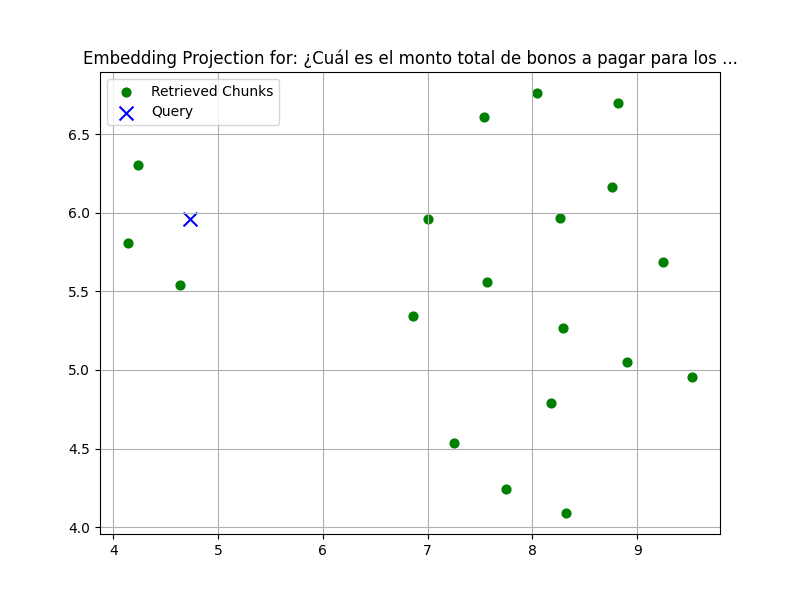 Embedding Projection for: ¿Cuál es el monto total de bonos a pagar para los ...
Retrieved Chunks
Query
6.5
6.0
5.5
5.0
4.5
4.0
4 5 6 7 8 9